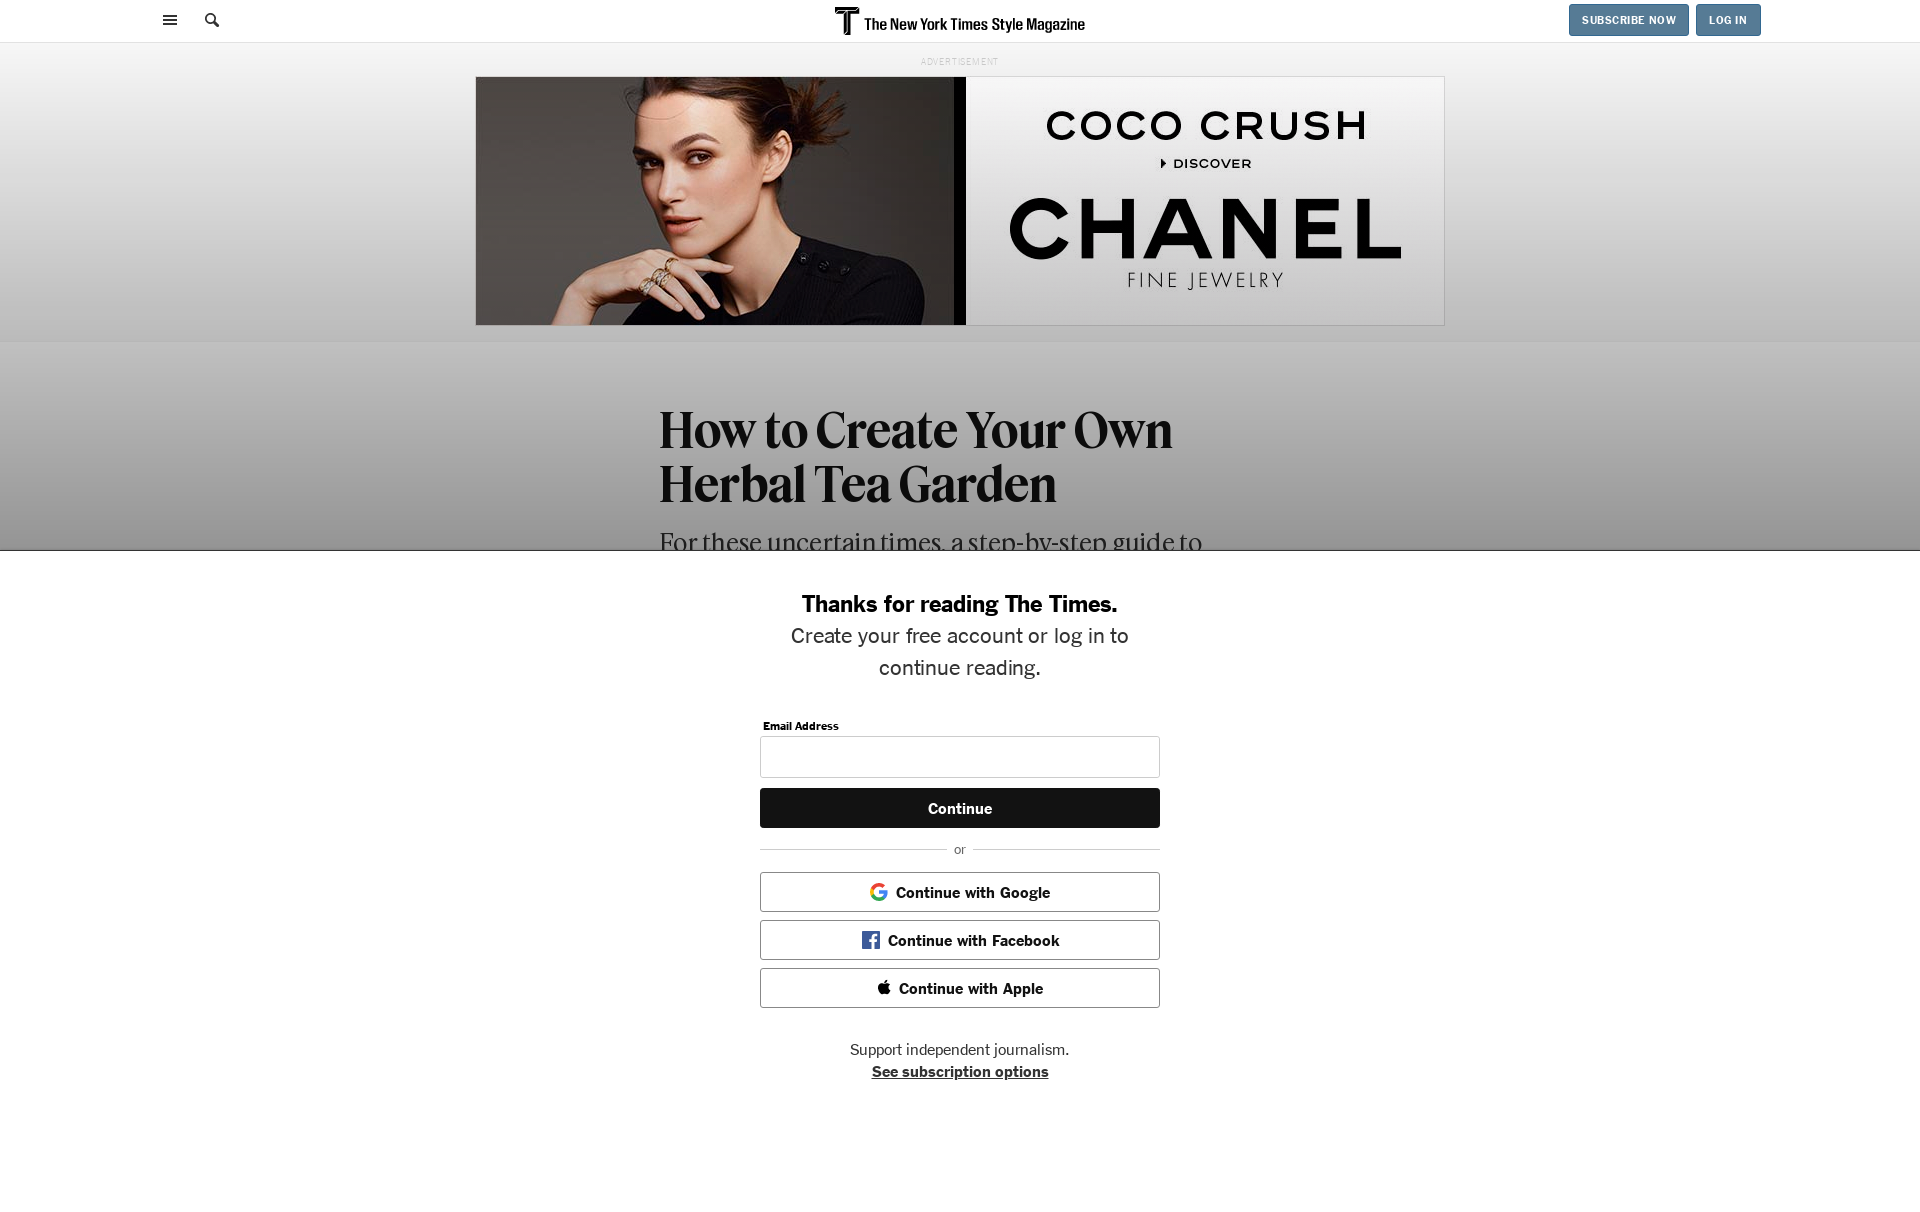 The New York Times Style Magazine
SUBSCRIBE NOW
LOG IN
ADVERTISEMENT
COCO CRUSH
DISCOVER
CHANEL
FINE JEWELRY
How to Create Your Own
Herbal Tea Garden
For these uncertain times, a step-by-step guide to
Thanks for reading The Times.
Create your free account or log in to
continue reading.
Email Address
Continue
or
Continue with Google
Continue with Facebook
Continue with Apple
Support independent journalism.
See subscription options